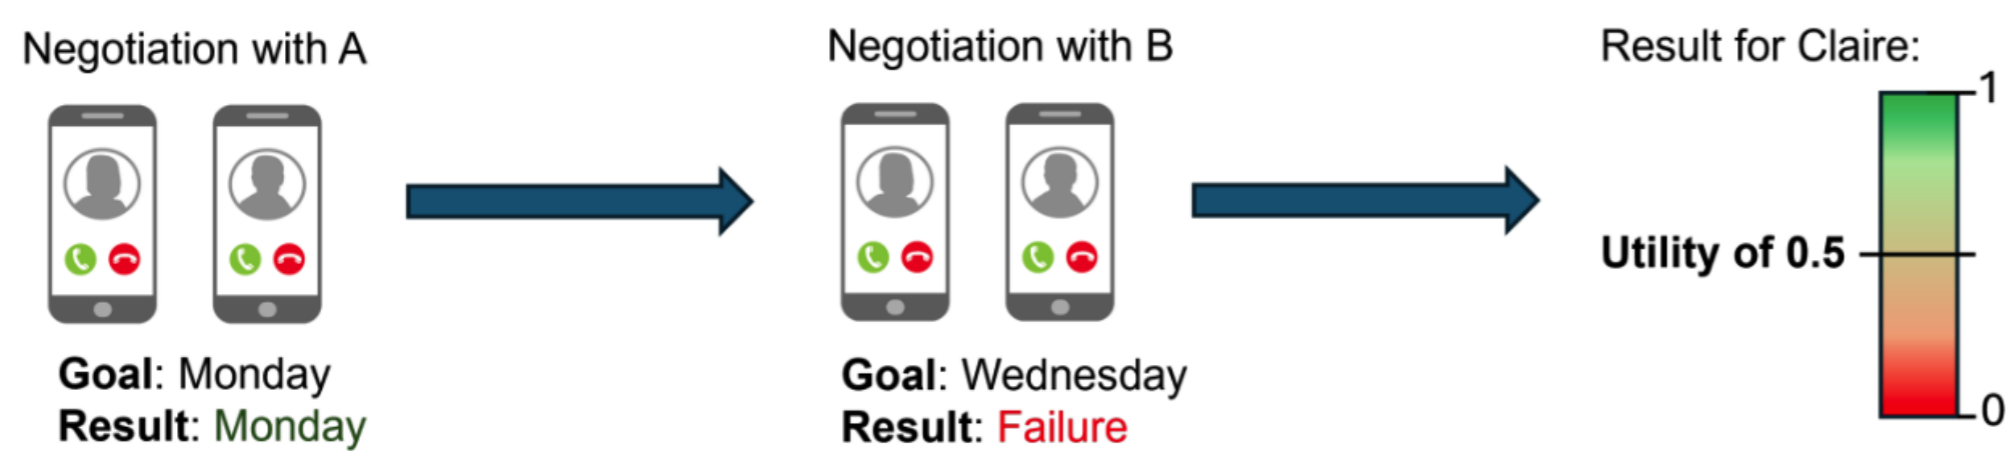 Negotiation with A
Goal: Monday
Result: Monday
Negotiation with B
Goal: Wednesday
Result: Failure
Result for Claire:
1
Utility of 0.5
0